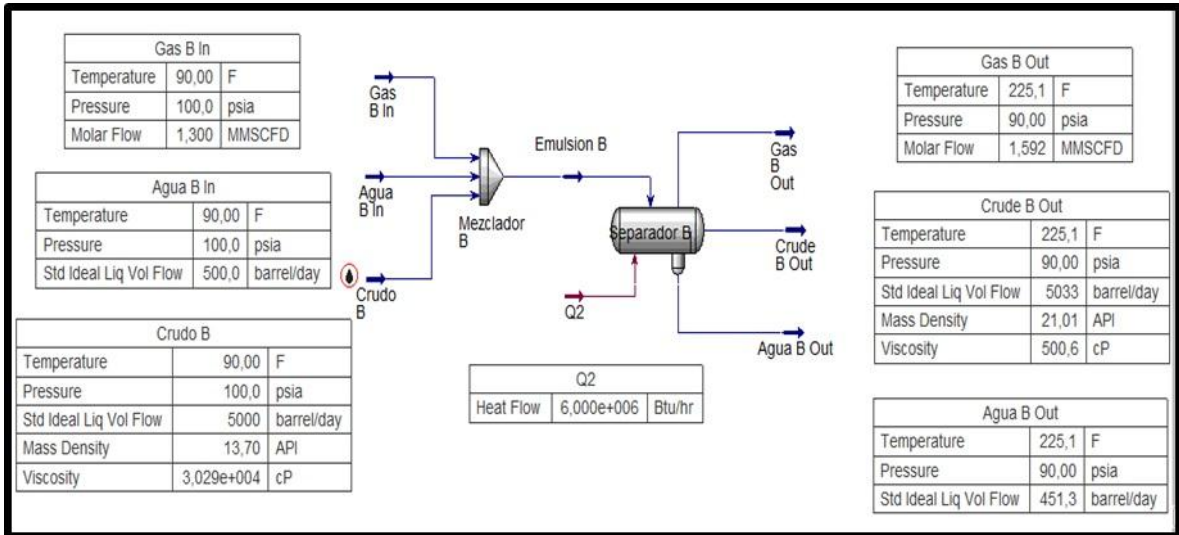 Gas B In
Temperature 90,00 F
Pressure 100,0 psia
Molar Flow 1,300 MMSCFD
Agua B In
Temperature 90,00 F
Pressure 100,0 psia
Std Ideal Liq Vol Flow 500,0 barrel/day
Crudo B
Temperature 90,00 F
Pressure 100,0 psia
Std Ideal Liq Vol Flow 5000 barrel/day
Mass Density 13,70 API
Viscosity 3,029e+004 cP
Gas
B In
Agua
B In
Crudo
B
Mezclador
B
Emulsion B
Separador B
Q2
Gas
B
Out
Crude
B Out
Agua B Out
Q2
Heat Flow 6,000e+006 Btu/hr
Gas B Out
Temperature 225,1 F
Pressure 90,00 psia
Molar Flow 1,592 MMSCFD
Crude B Out
Temperature 225,1 F
Pressure 90,00 psia
Std Ideal Liq Vol Flow 5033 barrel/day
Mass Density 21,01 API
Viscosity 500,6 cP
Agua B Out
Temperature 225,1 F
Pressure 90,00 psia
Std Ideal Liq Vol Flow 451,3 barrel/day